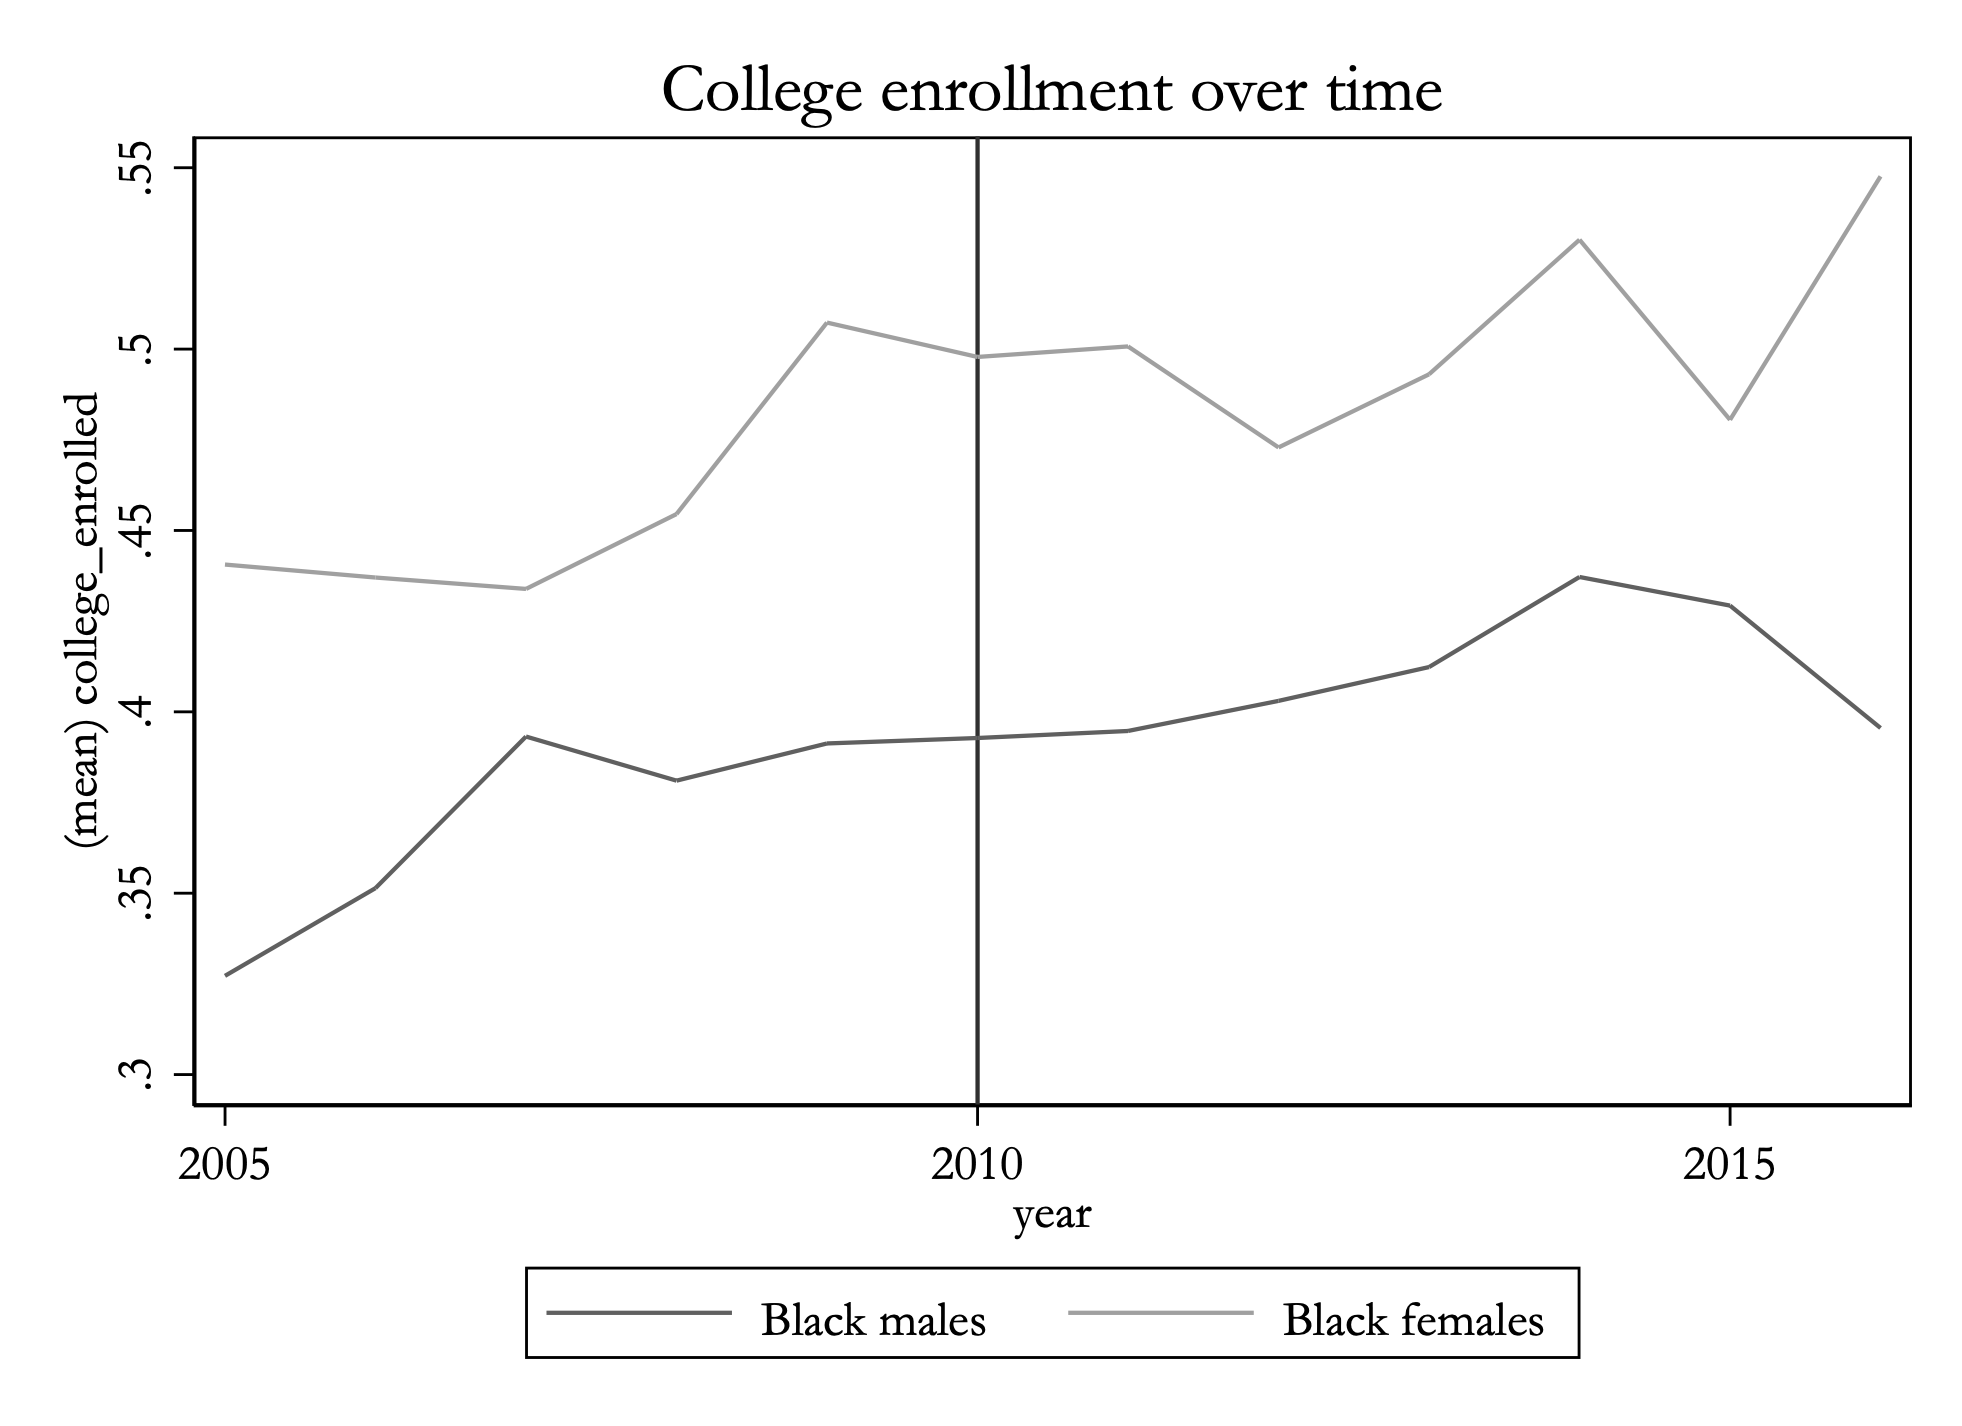 College enrollment over time
(mean) college_enrolled
.55
.5
.45
.4
.35
.3
2005 2010 2015
year
Black males Black females